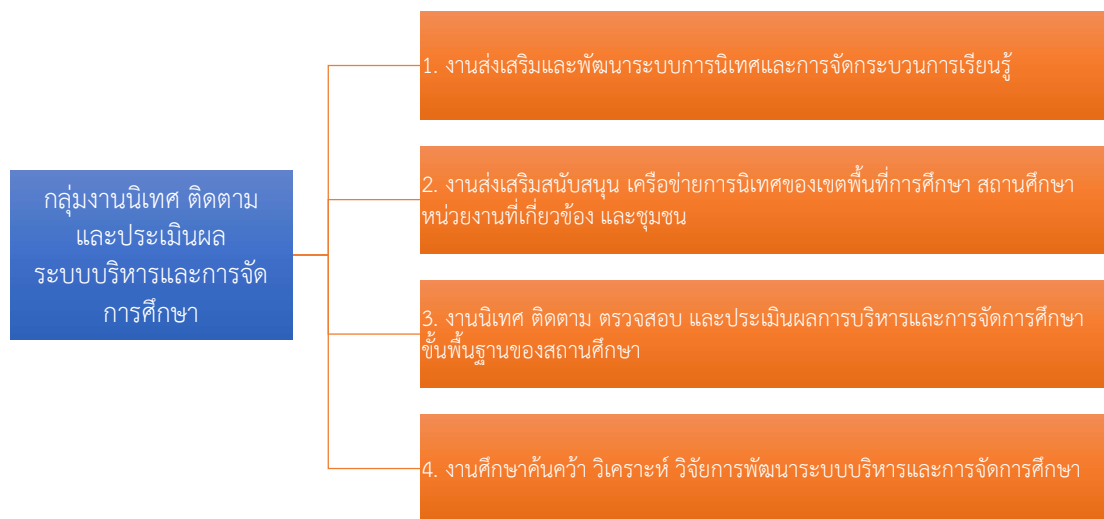 กลุ่มงานนิเทศ ติดตาม
และประเมินผล
ระบบบริหารและการจัด
การศึกษา
1. งานส่งเสริมและพัฒนาระบบการนิเทศและการจัดกระบวนการเรียนรู้
2. งานส่งเสริมสนับสนุน เครือข่ายการนิเทศของเขตพื้นที่การศึกษา สถานศึกษา
หน่วยงานที่เกี่ยวข้อง และชุมชน
3. งานนิเทศ ติดตาม ตรวจสอบ และประเมินผลการบริหารและการจัดการศึกษา
ขั้นพื้นฐานของสถานศึกษา
4. งานศึกษาค้นคว้า วิเคราะห์ วิจัยการพัฒนาระบบบริหารและการจัดการศึกษา